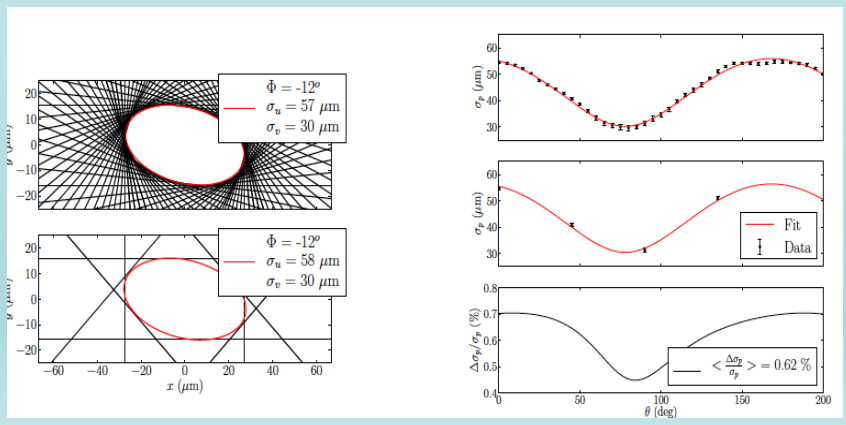 Φ = -12º
σu = 57 μm
σv = 30 μm
20
10
0
−10
−20
Φ = -12º
σu = 58 μm
σv = 30 μm
20
10
0
−10
−20
−60 −40 −20 0 20 40 60
x (μm)
60
50
40
30
σp (μm)
60
50
40
30
σp (μm)
Fit
Data
0.8
0.7
0.6
0.5
0.4
Δσp/σp (%)
< Δσp/σp > = 0.62 %
0 50 100 150 200
θ (deg)